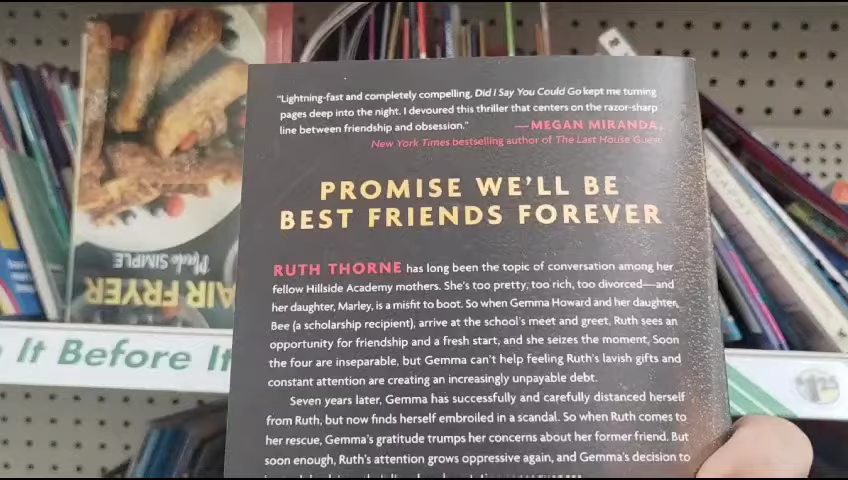 "Lightning-fast and completely compelling, Did I Say You Could Go kept me turning
pages deep into the night. I devoured this thriller that centers on the razor-sharp
line between friendship and obsession." —MEGAN MIRANDA,
New York Times bestselling author of The Last House Guest
PROMISE WE'LL BE
BEST FRIENDS FOREVER
RUTH THORNE has long been the topic of conversation among her
fellow Hillside Academy mothers. She's too pretty, too rich, too divorced—and
her daughter, Marley, is a misfit to boot. So when Gemma Howard and her daughter,
Bee (a scholarship recipient), arrive at the school's meet and greet, Ruth sees an
opportunity for friendship and a fresh start, and she seizes the moment. Soon
the four are inseparable, but Gemma can't help feeling Ruth's lavish gifts and
constant attention are creating an increasingly unpayable debt.
Seven years later, Gemma has successfully and carefully distanced herself
from Ruth, but now finds herself embroiled in a scandal. So when Ruth comes to
her rescue, Gemma's gratitude trumps her concerns about her former friend. But
soon enough, Ruth's attention grows oppressive again, and Gemma's decision to
AIR FRYER
Made SIMPLE
It Before It